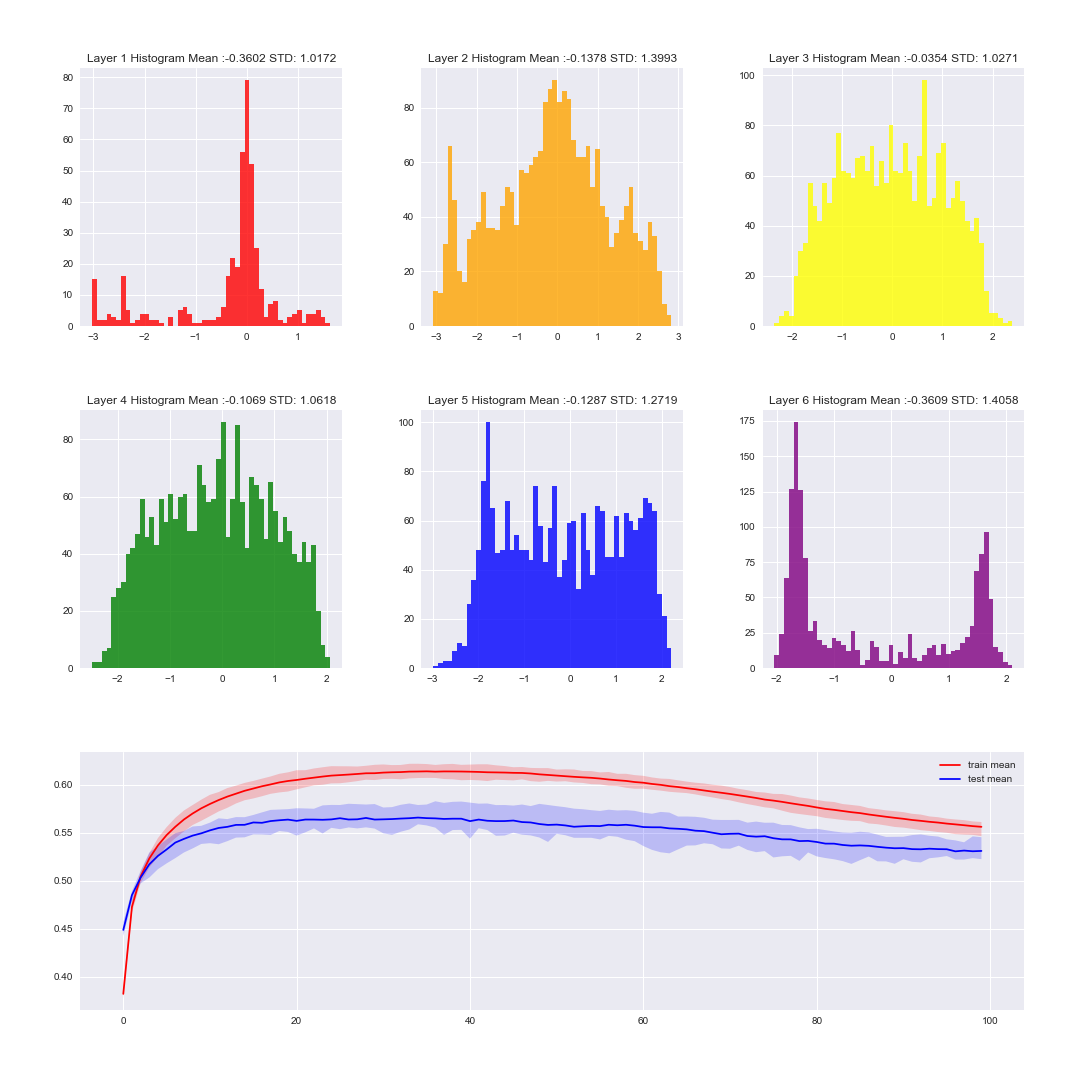 Layer 1 Histogram Mean :-0.3602 STD: 1.0172
80
70
60
50
40
30
20
10
0
−3 −2 −1 0 1
Layer 2 Histogram Mean :-0.1378 STD: 1.3993
80
60
40
20
0
−3 −2 −1 0 1 2 3
Layer 3 Histogram Mean :-0.0354 STD: 1.0271
100
80
60
40
20
0
−2 −1 0 1 2
Layer 4 Histogram Mean :-0.1069 STD: 1.0618
80
60
40
20
0
−2 −1 0 1 2
Layer 5 Histogram Mean :-0.1287 STD: 1.2719
100
80
60
40
20
0
−3 −2 −1 0 1 2
Layer 6 Histogram Mean :-0.3609 STD: 1.4058
175
150
125
100
75
50
25
0
−2 −1 0 1 2
train mean
test mean
0.60
0.55
0.50
0.45
0.40
0 20 40 60 80 100